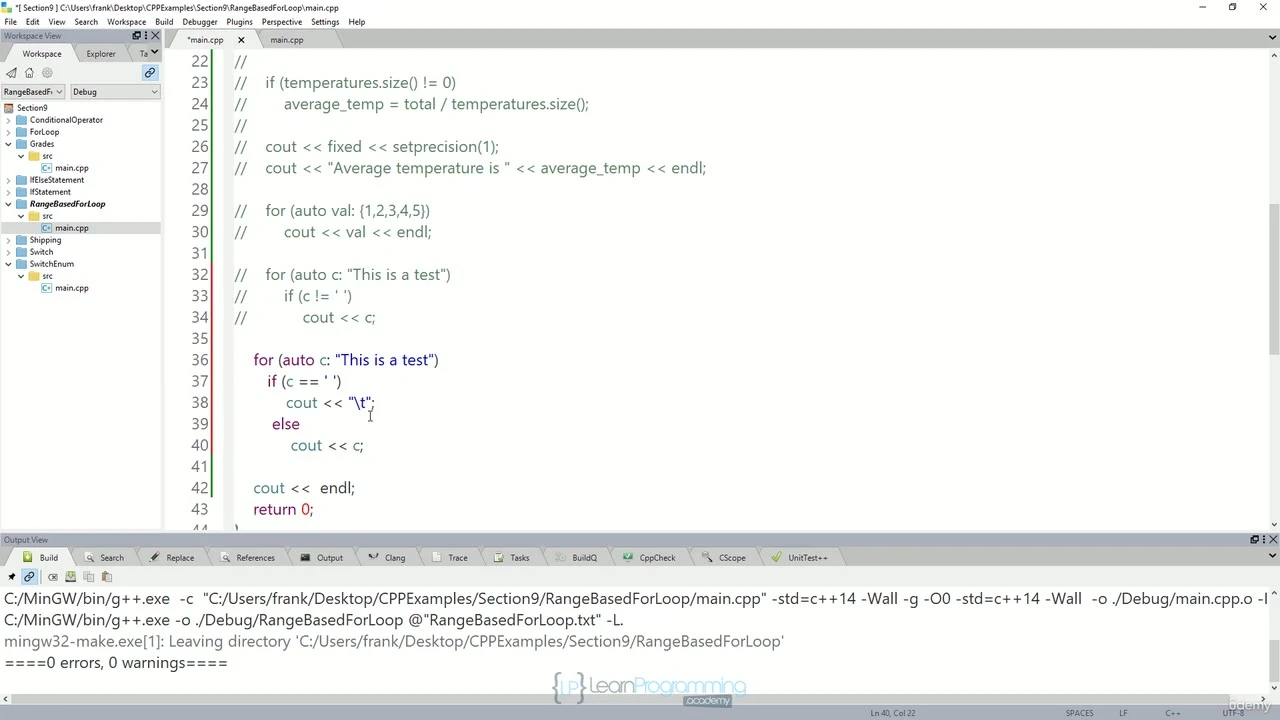 *[ Section9 ] C:\Users\frank\Desktop\CPPExamples\Section9\RangeBasedForLoop\main.cpp
File Edit View Search Workspace Build Debugger Plugins Perspective Settings Help
Workspace View
*main.cpp main.cpp
Workspace Explorer Ta
RangeBasedF Debug
Section9
ConditionalOperator
ForLoop
Grades
src
main.cpp
IfElseStatement
IfStatement
RangeBasedForLoop
src
main.cpp
Shipping
Switch
SwitchEnum
src
main.cpp
22 //
23 // if (temperatures.size() != 0)
24 // average_temp = total / temperatures.size();
25 //
26 // cout << fixed << setprecision(1);
27 // cout << "Average temperature is " << average_temp << endl;
28
29 // for (auto val: {1,2,3,4,5})
30 // cout << val << endl;
31
32 // for (auto c: "This is a test")
33 // if (c != ' ')
34 // cout << c;
35
36 for (auto c: "This is a test")
37 if (c == ' ')
38 cout << "\t";
39 else
40 cout << c;
41
42 cout << endl;
43 return 0;
44 }
Output View
Build Search Replace References Output Clang Trace Tasks BuildQ CppCheck CScope UnitTest++
C:/MinGW/bin/g++.exe -c "C:/Users/frank/Desktop/CPPExamples/Section9/RangeBasedForLoop/main.cpp" -std=c++14 -Wall -g -O0 -std=c++14 -Wall -o ./Debug/main.cpp.o -I
C:/MinGW/bin/g++.exe -o ./Debug/RangeBasedForLoop @"RangeBasedForLoop.txt" -L.
mingw32-make.exe[1]: Leaving directory 'C:/Users/frank/Desktop/CPPExamples/Section9/RangeBasedForLoop'
====0 errors, 0 warnings====
{LP} LearnProgramming
.academy
udemy
Ln 40, Col 22 SPACES LF C++ UTF-8